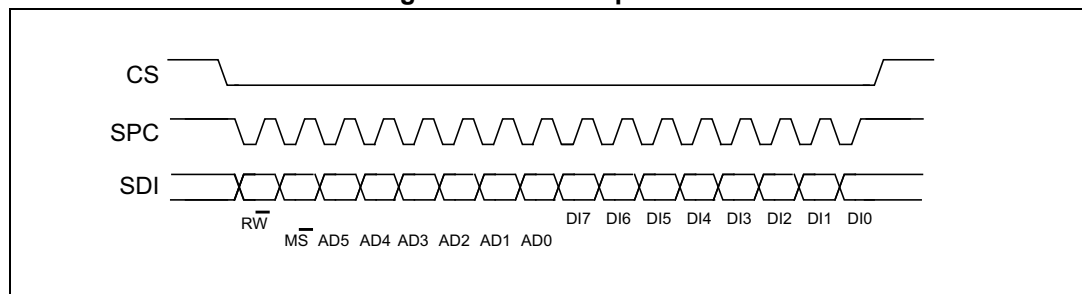 CS
SPC
SDI
RW̅ DI7 DI6 DI5 DI4 DI3 DI2 DI1 DI0
MS̅ AD5 AD4 AD3 AD2 AD1 AD0